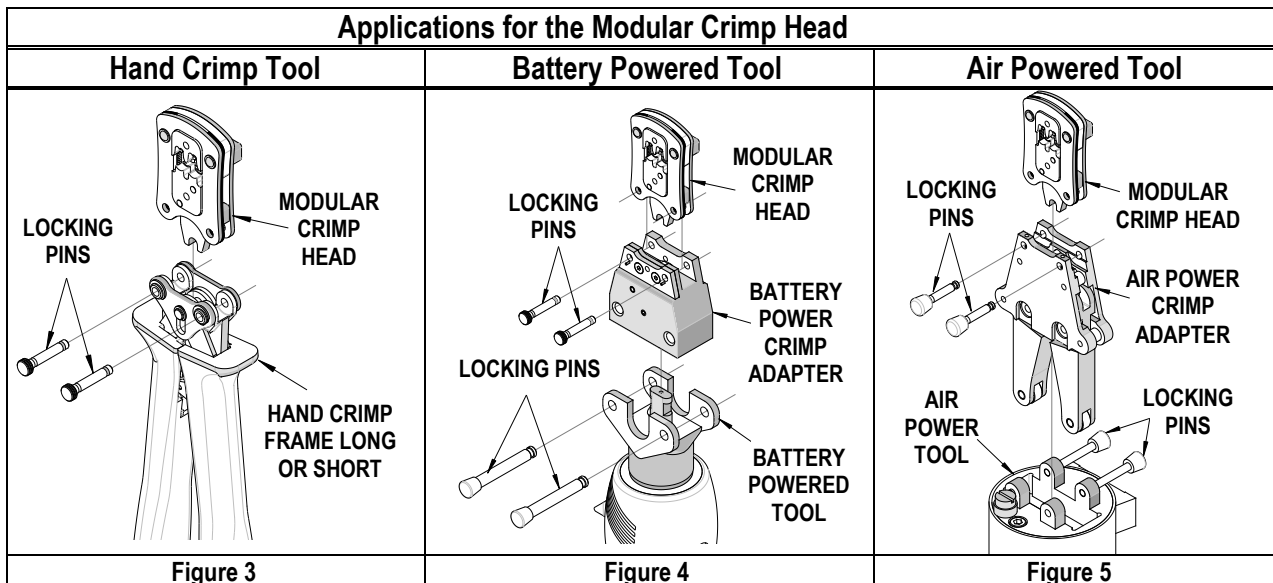 Applications for the Modular Crimp Head
Hand Crimp Tool
Battery Powered Tool
Air Powered Tool
MODULAR
CRIMP
HEAD
LOCKING
PINS
HAND CRIMP
FRAME LONG
OR SHORT
MODULAR
CRIMP
HEAD
LOCKING
PINS
BATTERY
POWER
CRIMP
ADAPTER
LOCKING PINS
BATTERY
POWERED
TOOL
LOCKING
PINS
MODULAR
CRIMP HEAD
AIR POWER
CRIMP
ADAPTER
AIR
POWER
TOOL
LOCKING
PINS
Figure 3
Figure 4
Figure 5